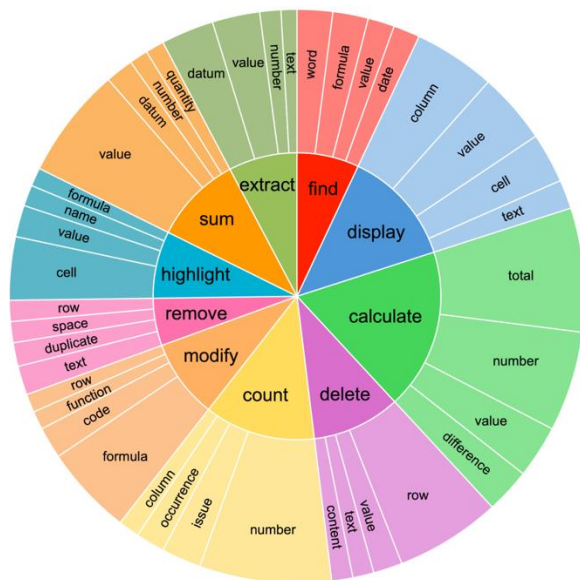 find
word
formula
value
date
display
column
value
cell
text
calculate
total
number
value
difference
delete
row
value
text
content
count
number
issue
occurrence
column
modify
formula
code
function
row
remove
text
duplicate
space
row
highlight
cell
value
name
formula
sum
value
datum
number
quantity
extract
datum
value
number
text